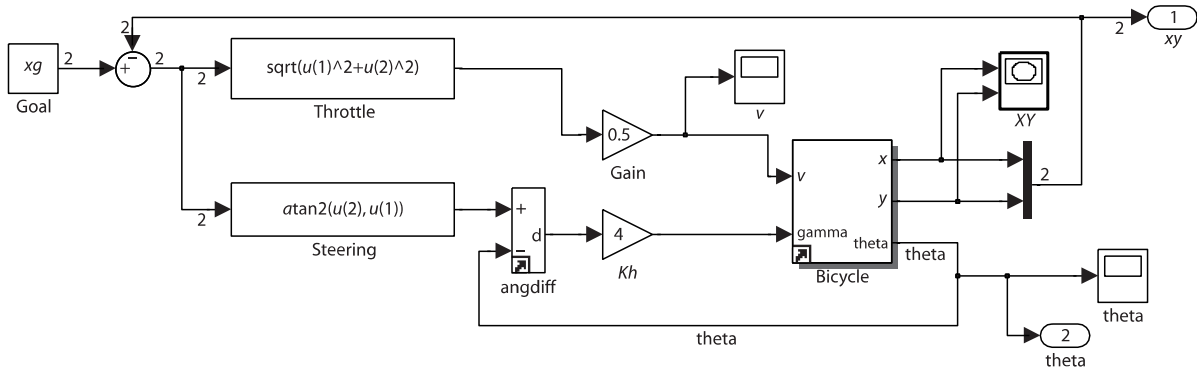 2
1
2
xy
xg
2
+
−
2
2
sqrt(u(1)^2+u(2)^2)
Goal
Throttle
v
XY
0.5
Gain
x
v
y
2
gamma
theta
Bicycle
2
atan2(u(2), u(1))
Steering
+
d
−
angdiff
4
Kh
theta
theta
theta
2
theta